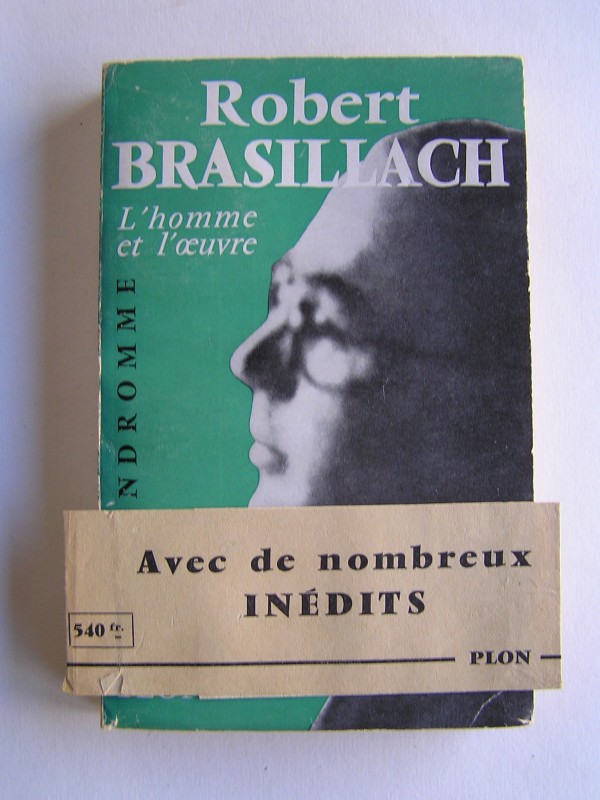 Robert
BRASILLACH
L'homme
et l'œuvre
NDROMME
Avec de nombreux
INÉDITS
540 fr.
PLON